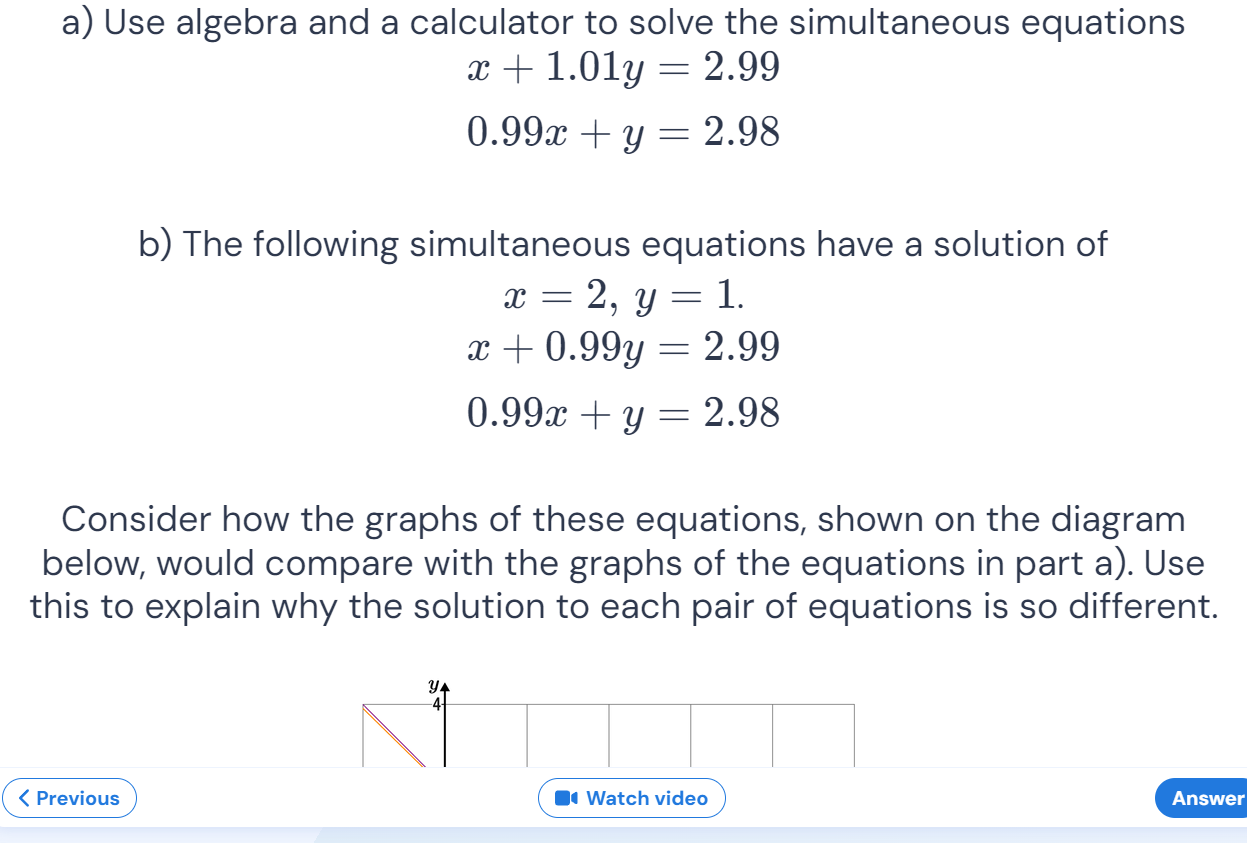 a) Use algebra and a calculator to solve the simultaneous equations
x + 1.01y = 2.99
0.99x + y = 2.98
b) The following simultaneous equations have a solution of
x = 2, y = 1.
x + 0.99y = 2.99
0.99x + y = 2.98
Consider how the graphs of these equations, shown on the diagram
below, would compare with the graphs of the equations in part a). Use
this to explain why the solution to each pair of equations is so different.
y
4
Previous
Watch video
Answer